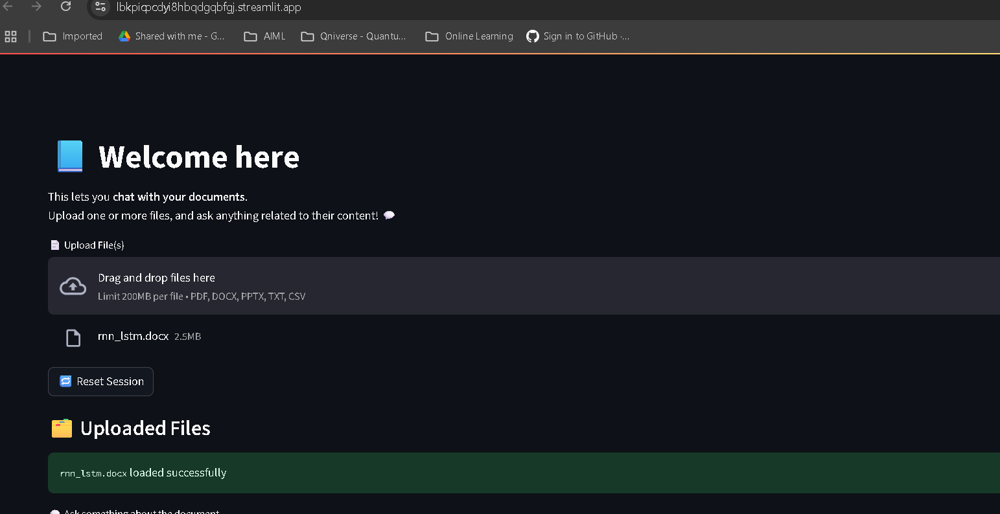 lbkpiqpcdyi8hbqdgqbfgj.streamlit.app
Imported Shared with me - G... AIML Qniverse - Quantu... Online Learning Sign in to GitHub ·...
Welcome here
This lets you chat with your documents.
Upload one or more files, and ask anything related to their content!
Upload File(s)
Drag and drop files here
Limit 200MB per file • PDF, DOCX, PPTX, TXT, CSV
rnn_lstm.docx 2.5MB
Reset Session
Uploaded Files
rnn_lstm.docx loaded successfully
Ask something about the document